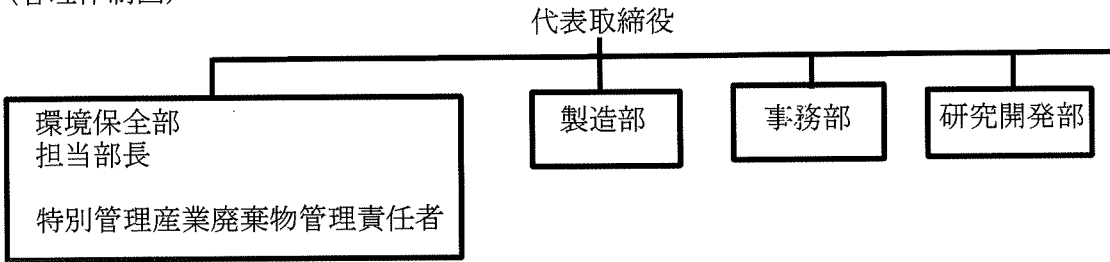 (管理体制図)
代表取締役
環境保全部
担当部長
特別管理産業廃棄物管理責任者
製造部
事務部
研究開発部